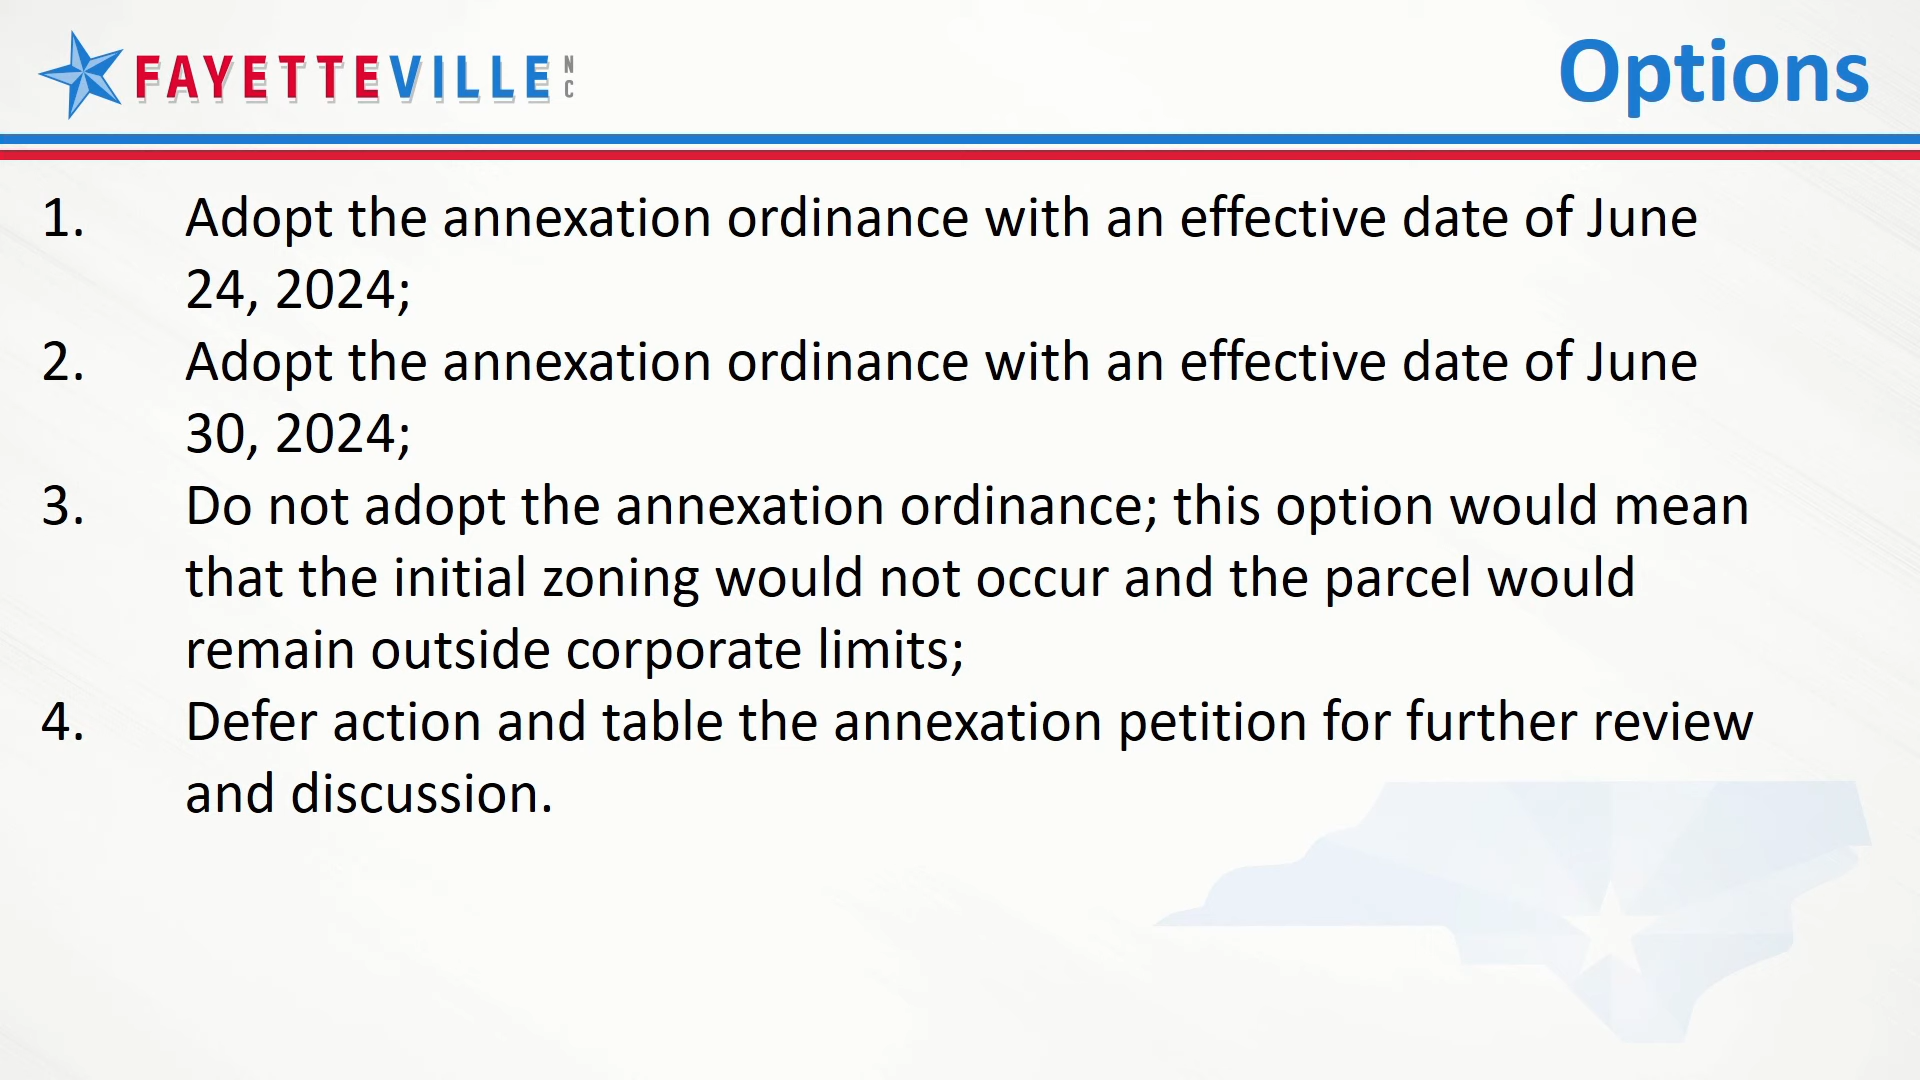 FAYETTEVILLE NC
Options
1. Adopt the annexation ordinance with an effective date of June
24, 2024;
2. Adopt the annexation ordinance with an effective date of June
30, 2024;
3. Do not adopt the annexation ordinance; this option would mean
that the initial zoning would not occur and the parcel would
remain outside corporate limits;
4. Defer action and table the annexation petition for further review
and discussion.